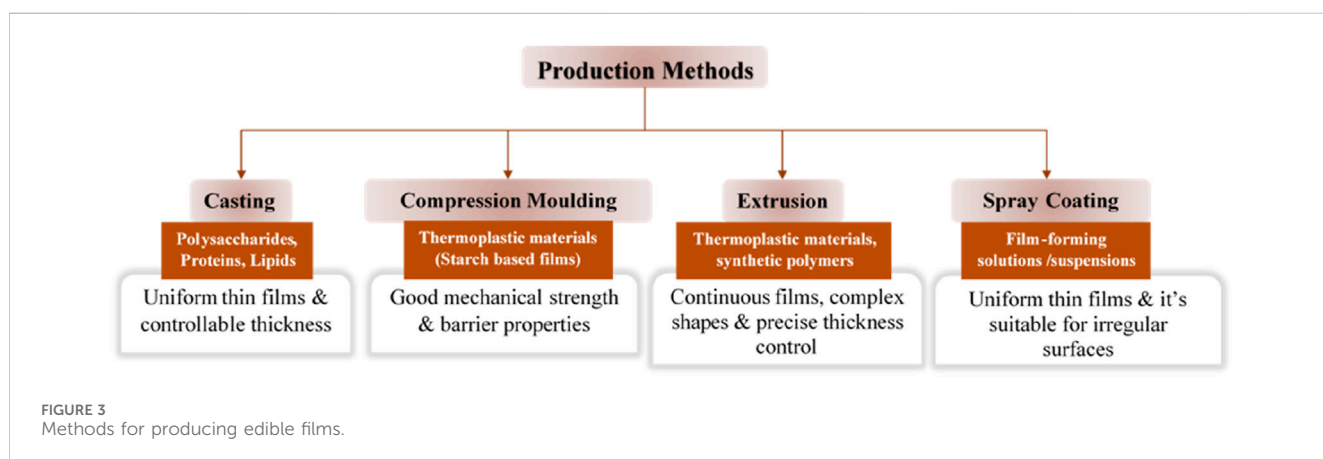 Production Methods
Casting
Polysaccharides,
Proteins, Lipids
Uniform thin films &
controllable thickness
Compression Moulding
Thermoplastic materials
(Starch based films)
Good mechanical strength
& barrier properties
Extrusion
Thermoplastic materials,
synthetic polymers
Continuous films, complex
shapes & precise thickness
control
Spray Coating
Film-forming
solutions /suspensions
Uniform thin films & it's
suitable for irregular
surfaces
FIGURE 3
Methods for producing edible films.